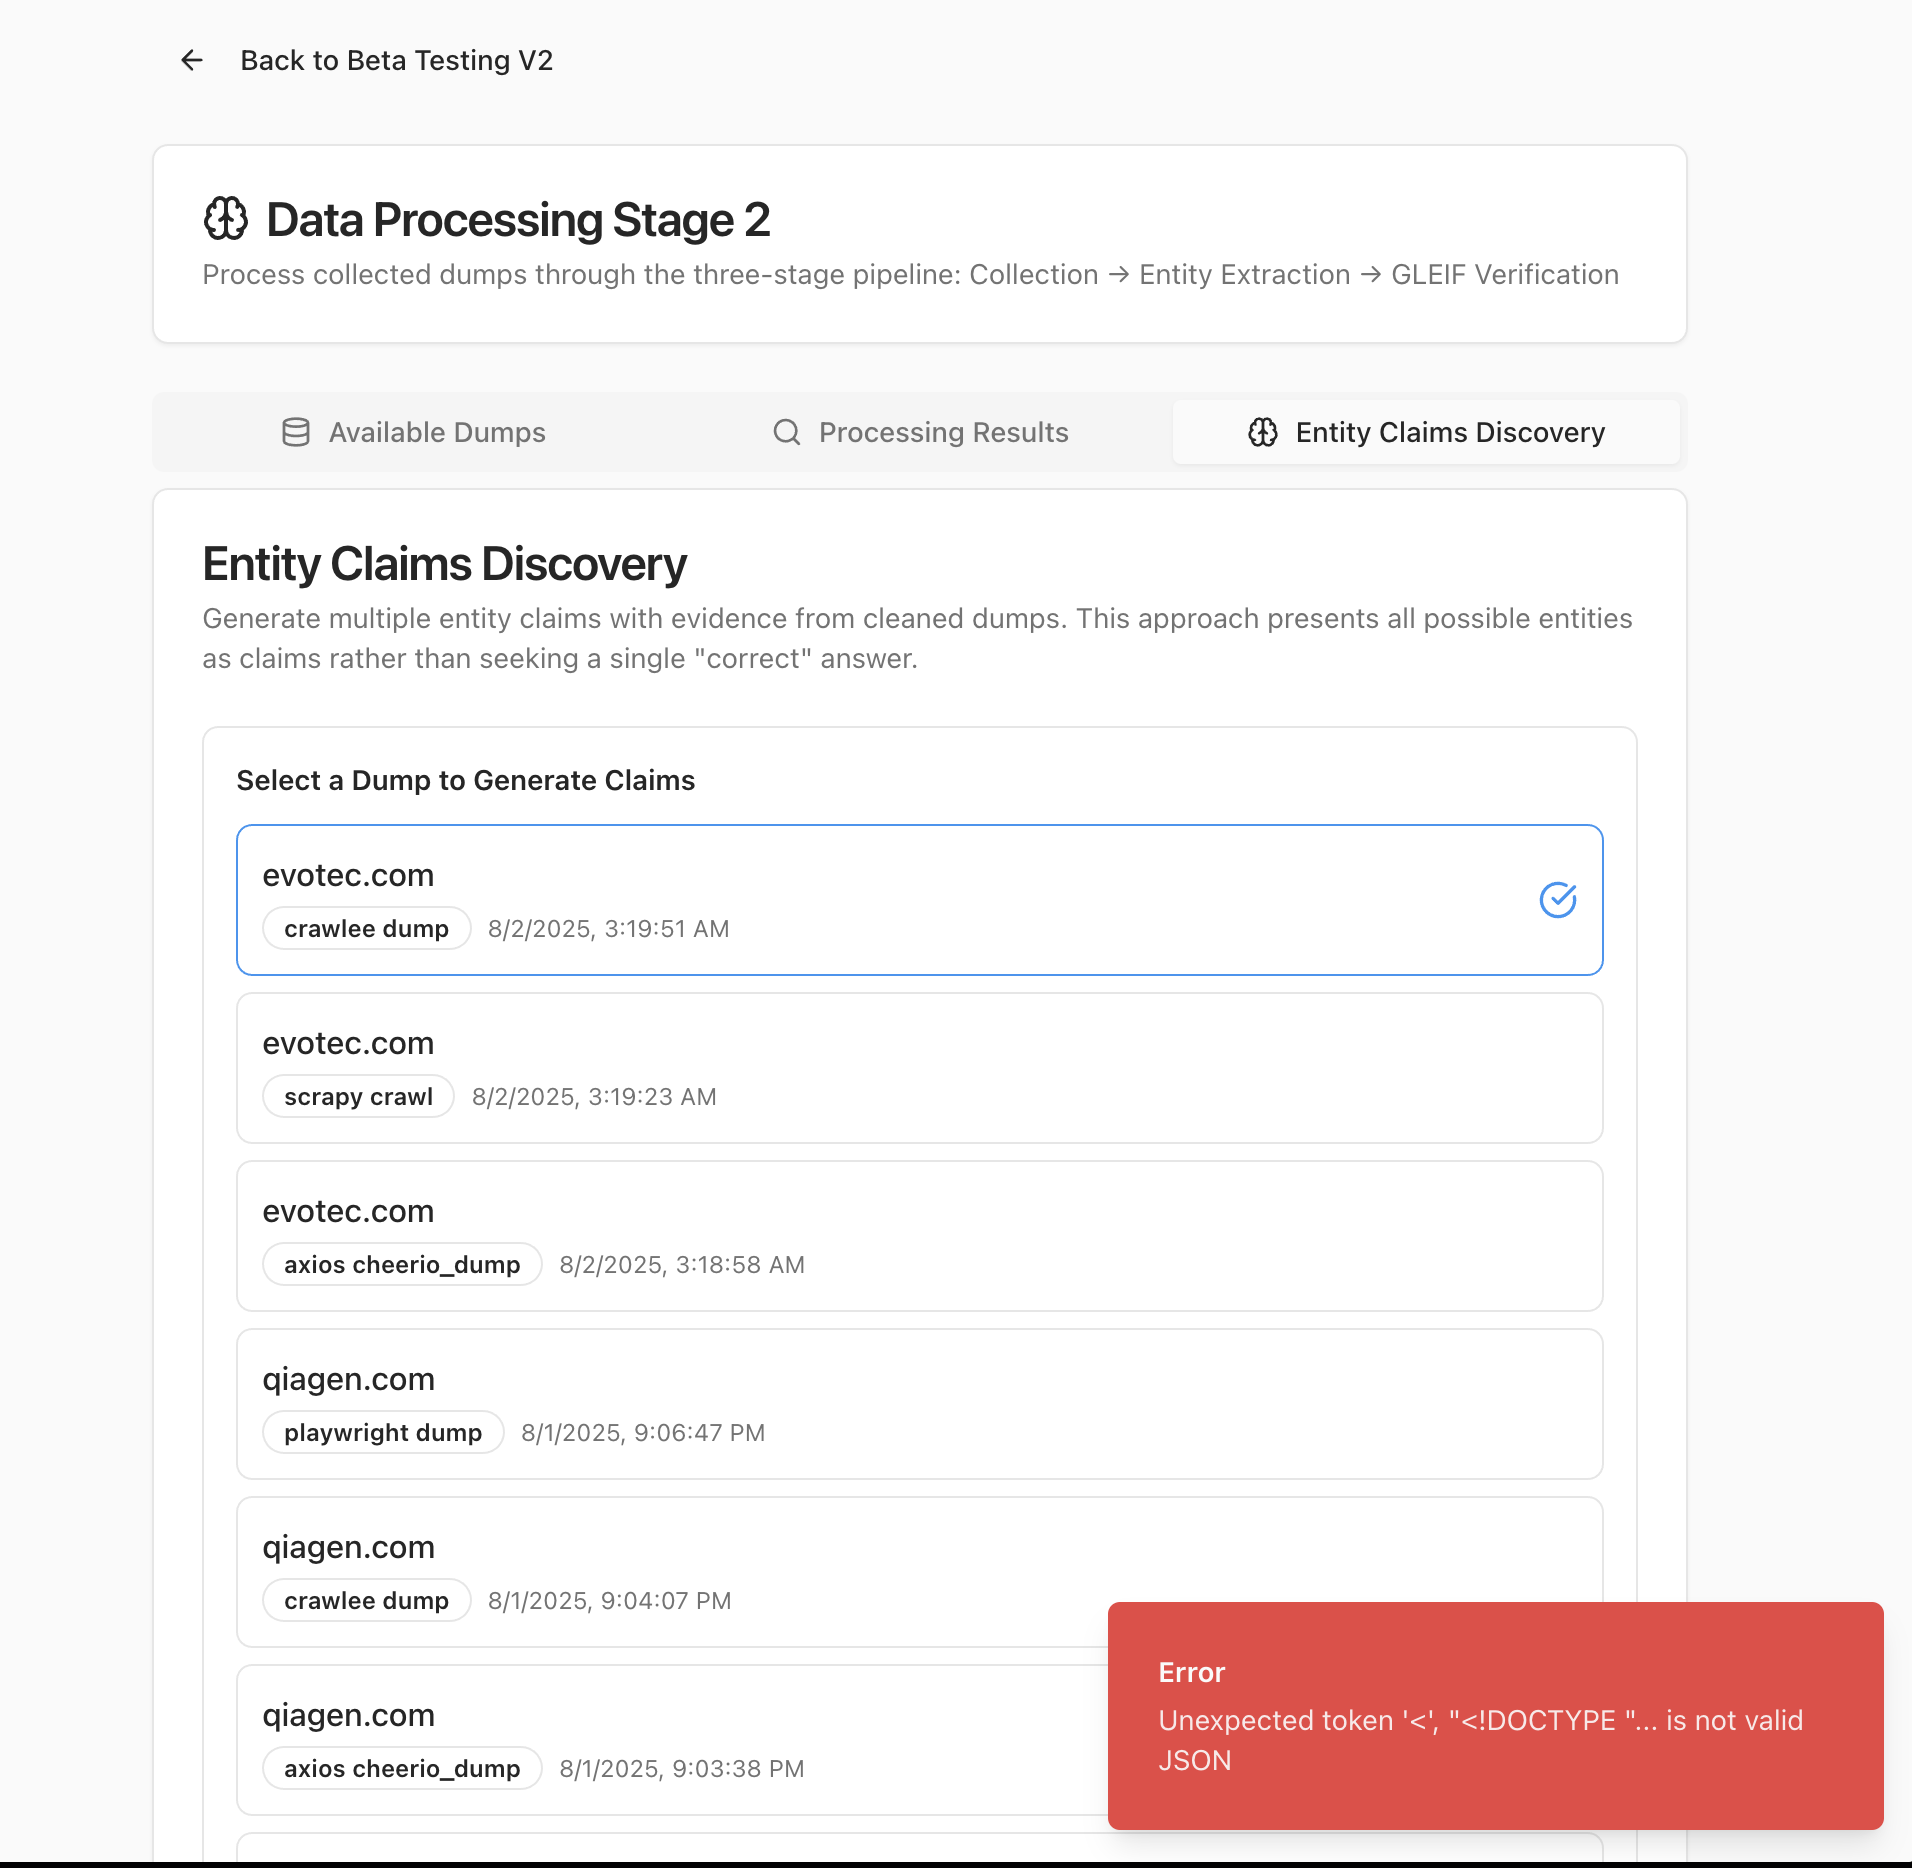 Back to Beta Testing V2
Data Processing Stage 2
Process collected dumps through the three-stage pipeline: Collection → Entity Extraction → GLEIF Verification
Available Dumps
Processing Results
Entity Claims Discovery
Entity Claims Discovery
Generate multiple entity claims with evidence from cleaned dumps. This approach presents all possible entities
as claims rather than seeking a single "correct" answer.
Select a Dump to Generate Claims
evotec.com
crawlee dump 8/2/2025, 3:19:51 AM
evotec.com
scrapy crawl 8/2/2025, 3:19:23 AM
evotec.com
axios cheerio_dump 8/2/2025, 3:18:58 AM
qiagen.com
playwright dump 8/1/2025, 9:06:47 PM
qiagen.com
crawlee dump 8/1/2025, 9:04:07 PM
qiagen.com
axios cheerio_dump 8/1/2025, 9:03:38 PM
Error
Unexpected token '<', "<!DOCTYPE "... is not valid
JSON